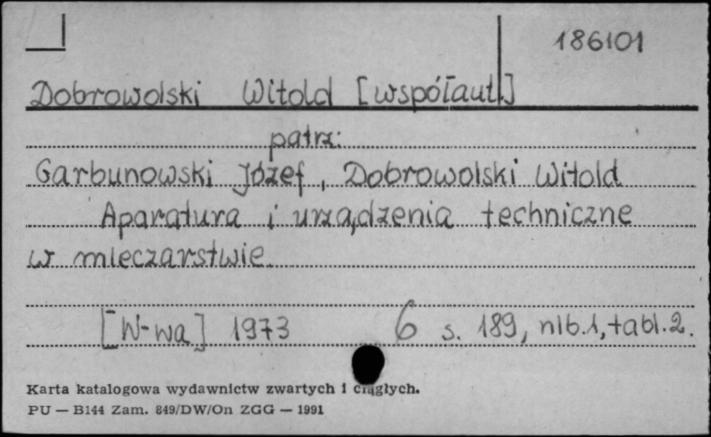 186101
Dobrowolski Witold [współaut.]
patrz:
Garbunowski Józef, Dobrowolski Witold
Aparatura i urządzenia techniczne
w mleczarstwie
[W-wa] 1973 6 s. 189, nlb.1, tabl.2.
Karta katalogowa wydawnictw zwartych i ciągłych.
PU — B144 Zam. 849/DW/On ZGG — 1991